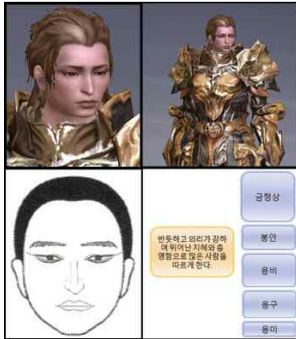 금형상
반듯하고 의리가 강하
며 뛰어난 지혜와 총
명함으로 많은 사람을
따르게 한다.
봉안
용비
용구
용미